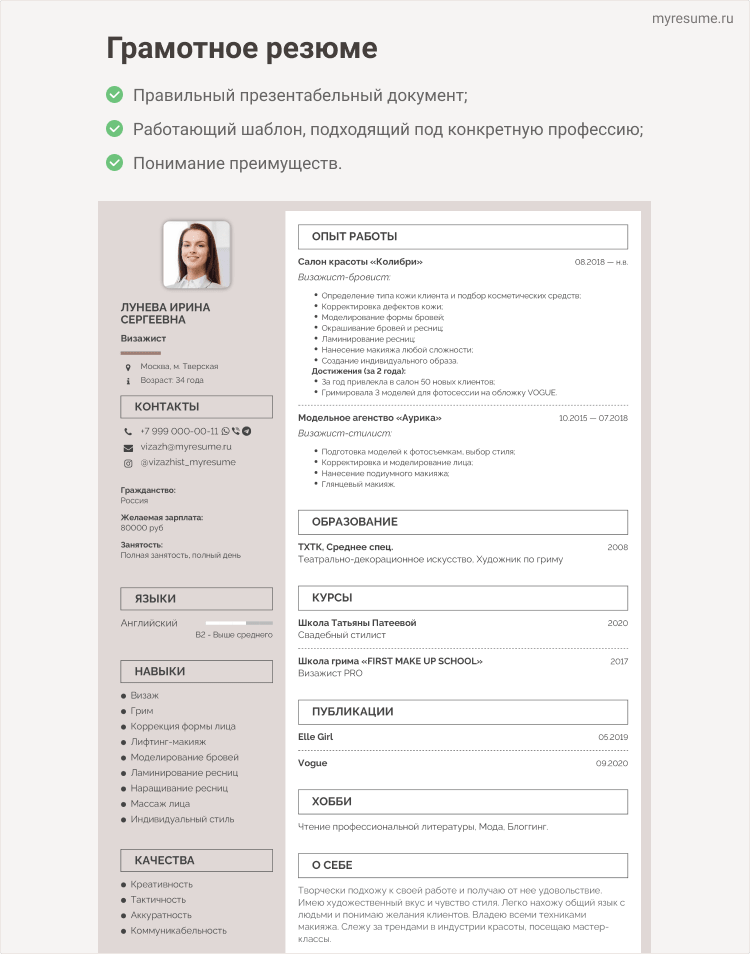 myresume.ru
Грамотное резюме
Правильный презентабельный документ;
Работающий шаблон, подходящий под конкретную профессию;
Понимание преимуществ.
ЛУНЕВА ИРИНА
СЕРГЕЕВНА
Визажист
Москва, м. Тверская
Возраст: 34 года
КОНТАКТЫ
+7 999 000-00-11
vizazh@myresume.ru
@vizazhist_myresume
Гражданство:
Россия
Желаемая зарплата:
80000 руб
Занятость:
Полная занятость, полный день
ЯЗЫКИ
Английский
B2 - Выше среднего
НАВЫКИ
Визаж
Грим
Коррекция формы лица
Лифтинг-макияж
Моделирование бровей
Ламинирование ресниц
Наращивание ресниц
Массаж лица
Индивидуальный стиль
КАЧЕСТВА
Креативность
Тактичность
Аккуратность
Коммуникабельность
ОПЫТ РАБОТЫ
Салон красоты «Колибри» 08.2018 — н.в.
Визажист-бровист:
Определение типа кожи клиента и подбор косметических средств;
Корректировка дефектов кожи;
Моделирование формы бровей;
Окрашивание бровей и ресниц;
Ламинирование ресниц;
Нанесение макияжа любой сложности;
Создание индивидуального образа.
Достижения (за 2 года):
За год привлекла в салон 50 новых клиентов;
Гримировала 3 моделей для фотосессии на обложку VOGUE.
Модельное агенство «Аурика» 10.2015 — 07.2018
Визажист-стилист:
Подготовка моделей к фотосъемкам, выбор стиля;
Корректировка и моделирование лица;
Нанесение подиумного макияжа;
Глянцевый макияж.
ОБРАЗОВАНИЕ
ТХТК, Среднее спец. 2008
Театрально-декорационное искусство, Художник по гриму
КУРСЫ
Школа Татьяны Патеевой 2020
Свадебный стилист
Школа грима «FIRST MAKE UP SCHOOL» 2017
Визажист PRO
ПУБЛИКАЦИИ
Elle Girl 05.2019
Vogue 09.2020
ХОББИ
Чтение профессиональной литературы, Мода, Блоггинг.
О СЕБЕ
Творчески подхожу к своей работе и получаю от нее удовольствие.
Имею художественный вкус и чувство стиля. Легко нахожу общий язык с
людьми и понимаю желания клиентов. Владею всеми техниками
макияжа. Слежу за трендами в индустрии красоты, посещаю мастер-
классы.